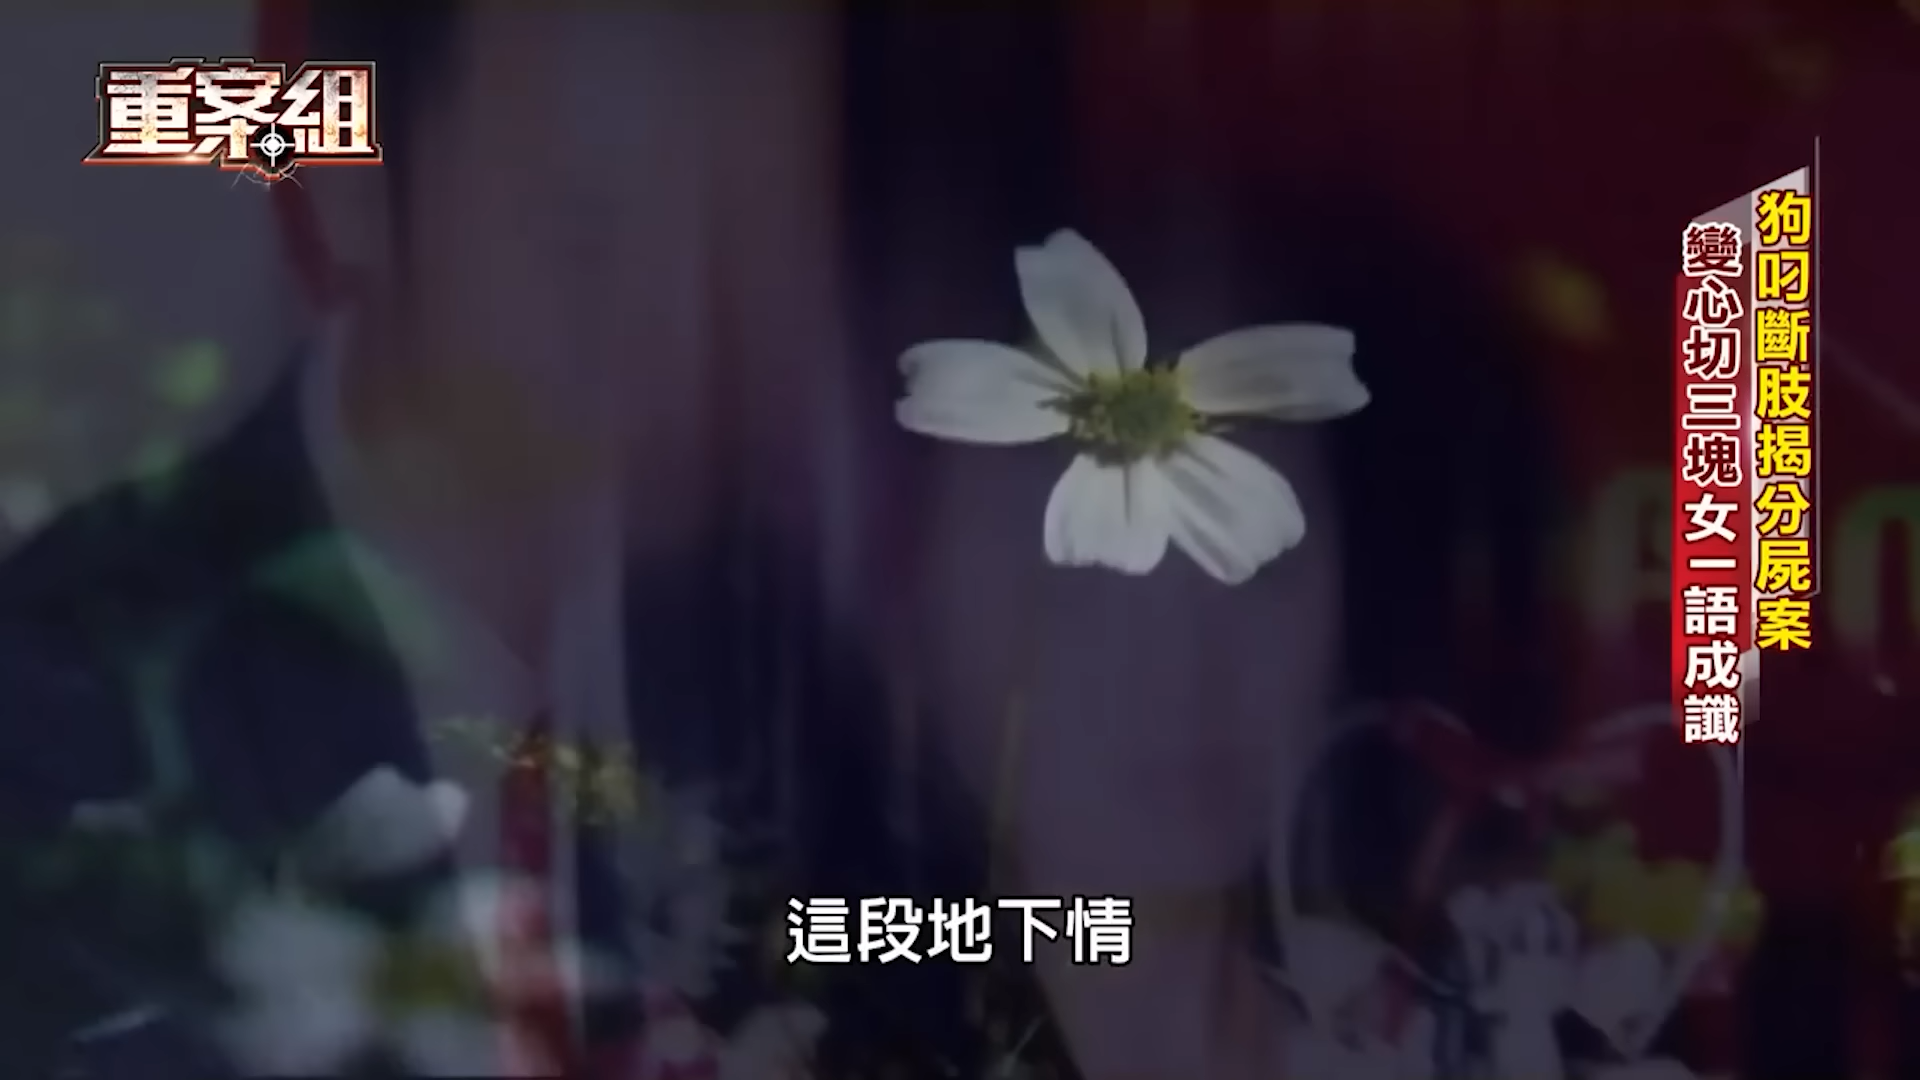 重案組
狗叼斷肢揭分屍案
變心切三塊女一語成讖
這段地下情